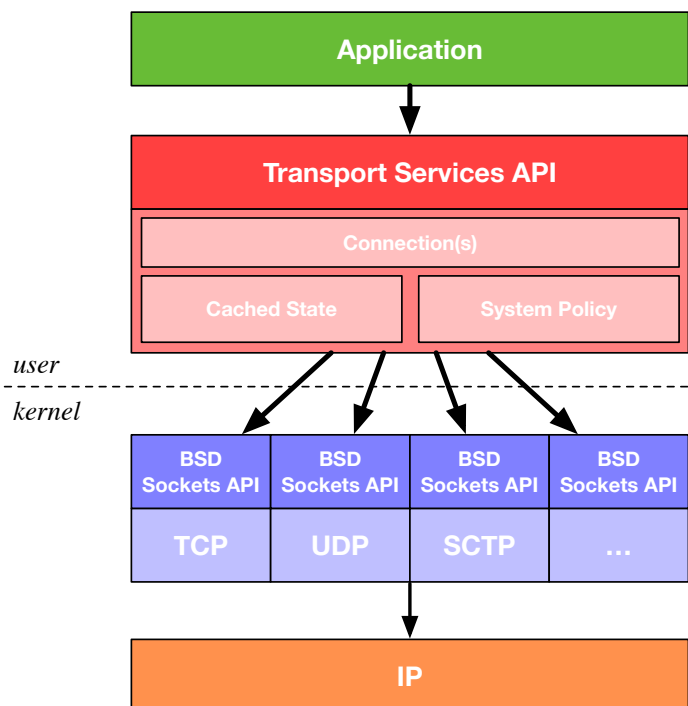 Application
Transport Services API
Connection(s)
Cached State
System Policy
user
kernel
BSD
Sockets API
BSD
Sockets API
BSD
Sockets API
BSD
Sockets API
TCP
UDP
SCTP
...
IP